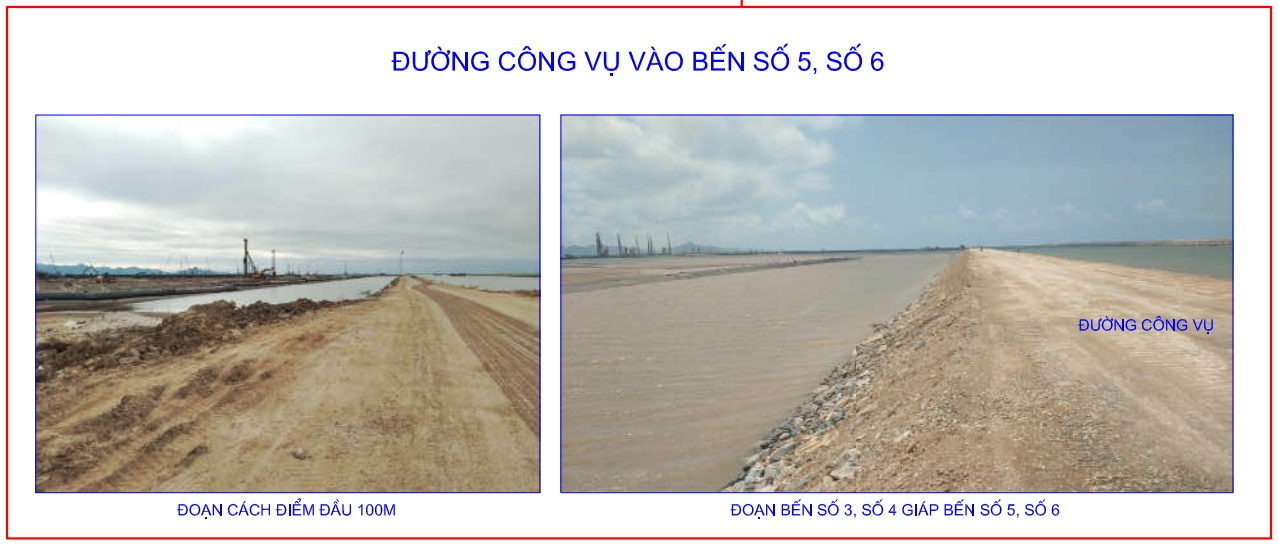 ĐƯỜNG CÔNG VỤ VÀO BẾN SỐ 5, SỐ 6
ĐƯỜNG CÔNG VỤ
ĐOẠN CÁCH ĐIỂM ĐẦU 100M
ĐOẠN BẾN SỐ 3, SỐ 4 GIÁP BẾN SỐ 5, SỐ 6